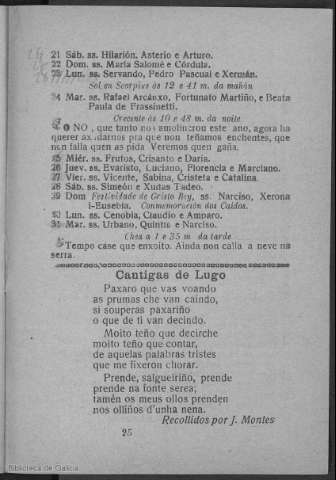 21 Sáb. ss. Hilarión, Asterio e Arturo.
22 Dom. ss. María Salomé e Córdula.
23 Lun. ss. Servando, Pedro Pascual e Xermán.
Sol en Scorpios ás 12 e 41 m. da mañán
24 Mar. ss. Rafael Arcánxo, Fortunato Martiño, e Beata
Paula de Frassinetti.
Crecente ás 10 e 48 m. da noite
O NO, que tanto nos amolincrou este ano, agora ha
querer axudarnos pra que non teñamos enchentes, que
nun falla quen as pida Veremos quen gaña.
25 Miér. ss. Frutos, Crisanto e Daría.
26 Juev. ss. Evaristo, Luciano, Florencia e Marciano.
27 Vier. ss. Vicente, Sabina, Cristeta e Catalina.
28 Sáb. ss. Simeón e Xudas Tadeo.
29 Dom Festividade de Cristo Rey, ss. Narciso, Xerona
i-Eusebia. Conmemoración dos Caídos.
30 Lun. ss. Cenobia, Claudio e Amparo.
31 Mar. ss. Urbano, Quintín e Narciso.
Chea a 1 e 35 m da tarde
Tempo case que enxoito. Ainda non calla a neve na
serra.
Cantigas de Lugo
Paxaro que vas voando
as prumas che van caindo,
si souperas paxariño
o que de ti van decindo.
Moito teño que decirche
moito teño que contar,
de aquelas palabras tristes
que me fixeron chorar.
Prende, salgueiriño, prende
prende na fonte serea;
tamén os meus ollos prenden
nos olliños d'unha nena.
Recollidos por J. Montes
25
Biblioteca de Galicia